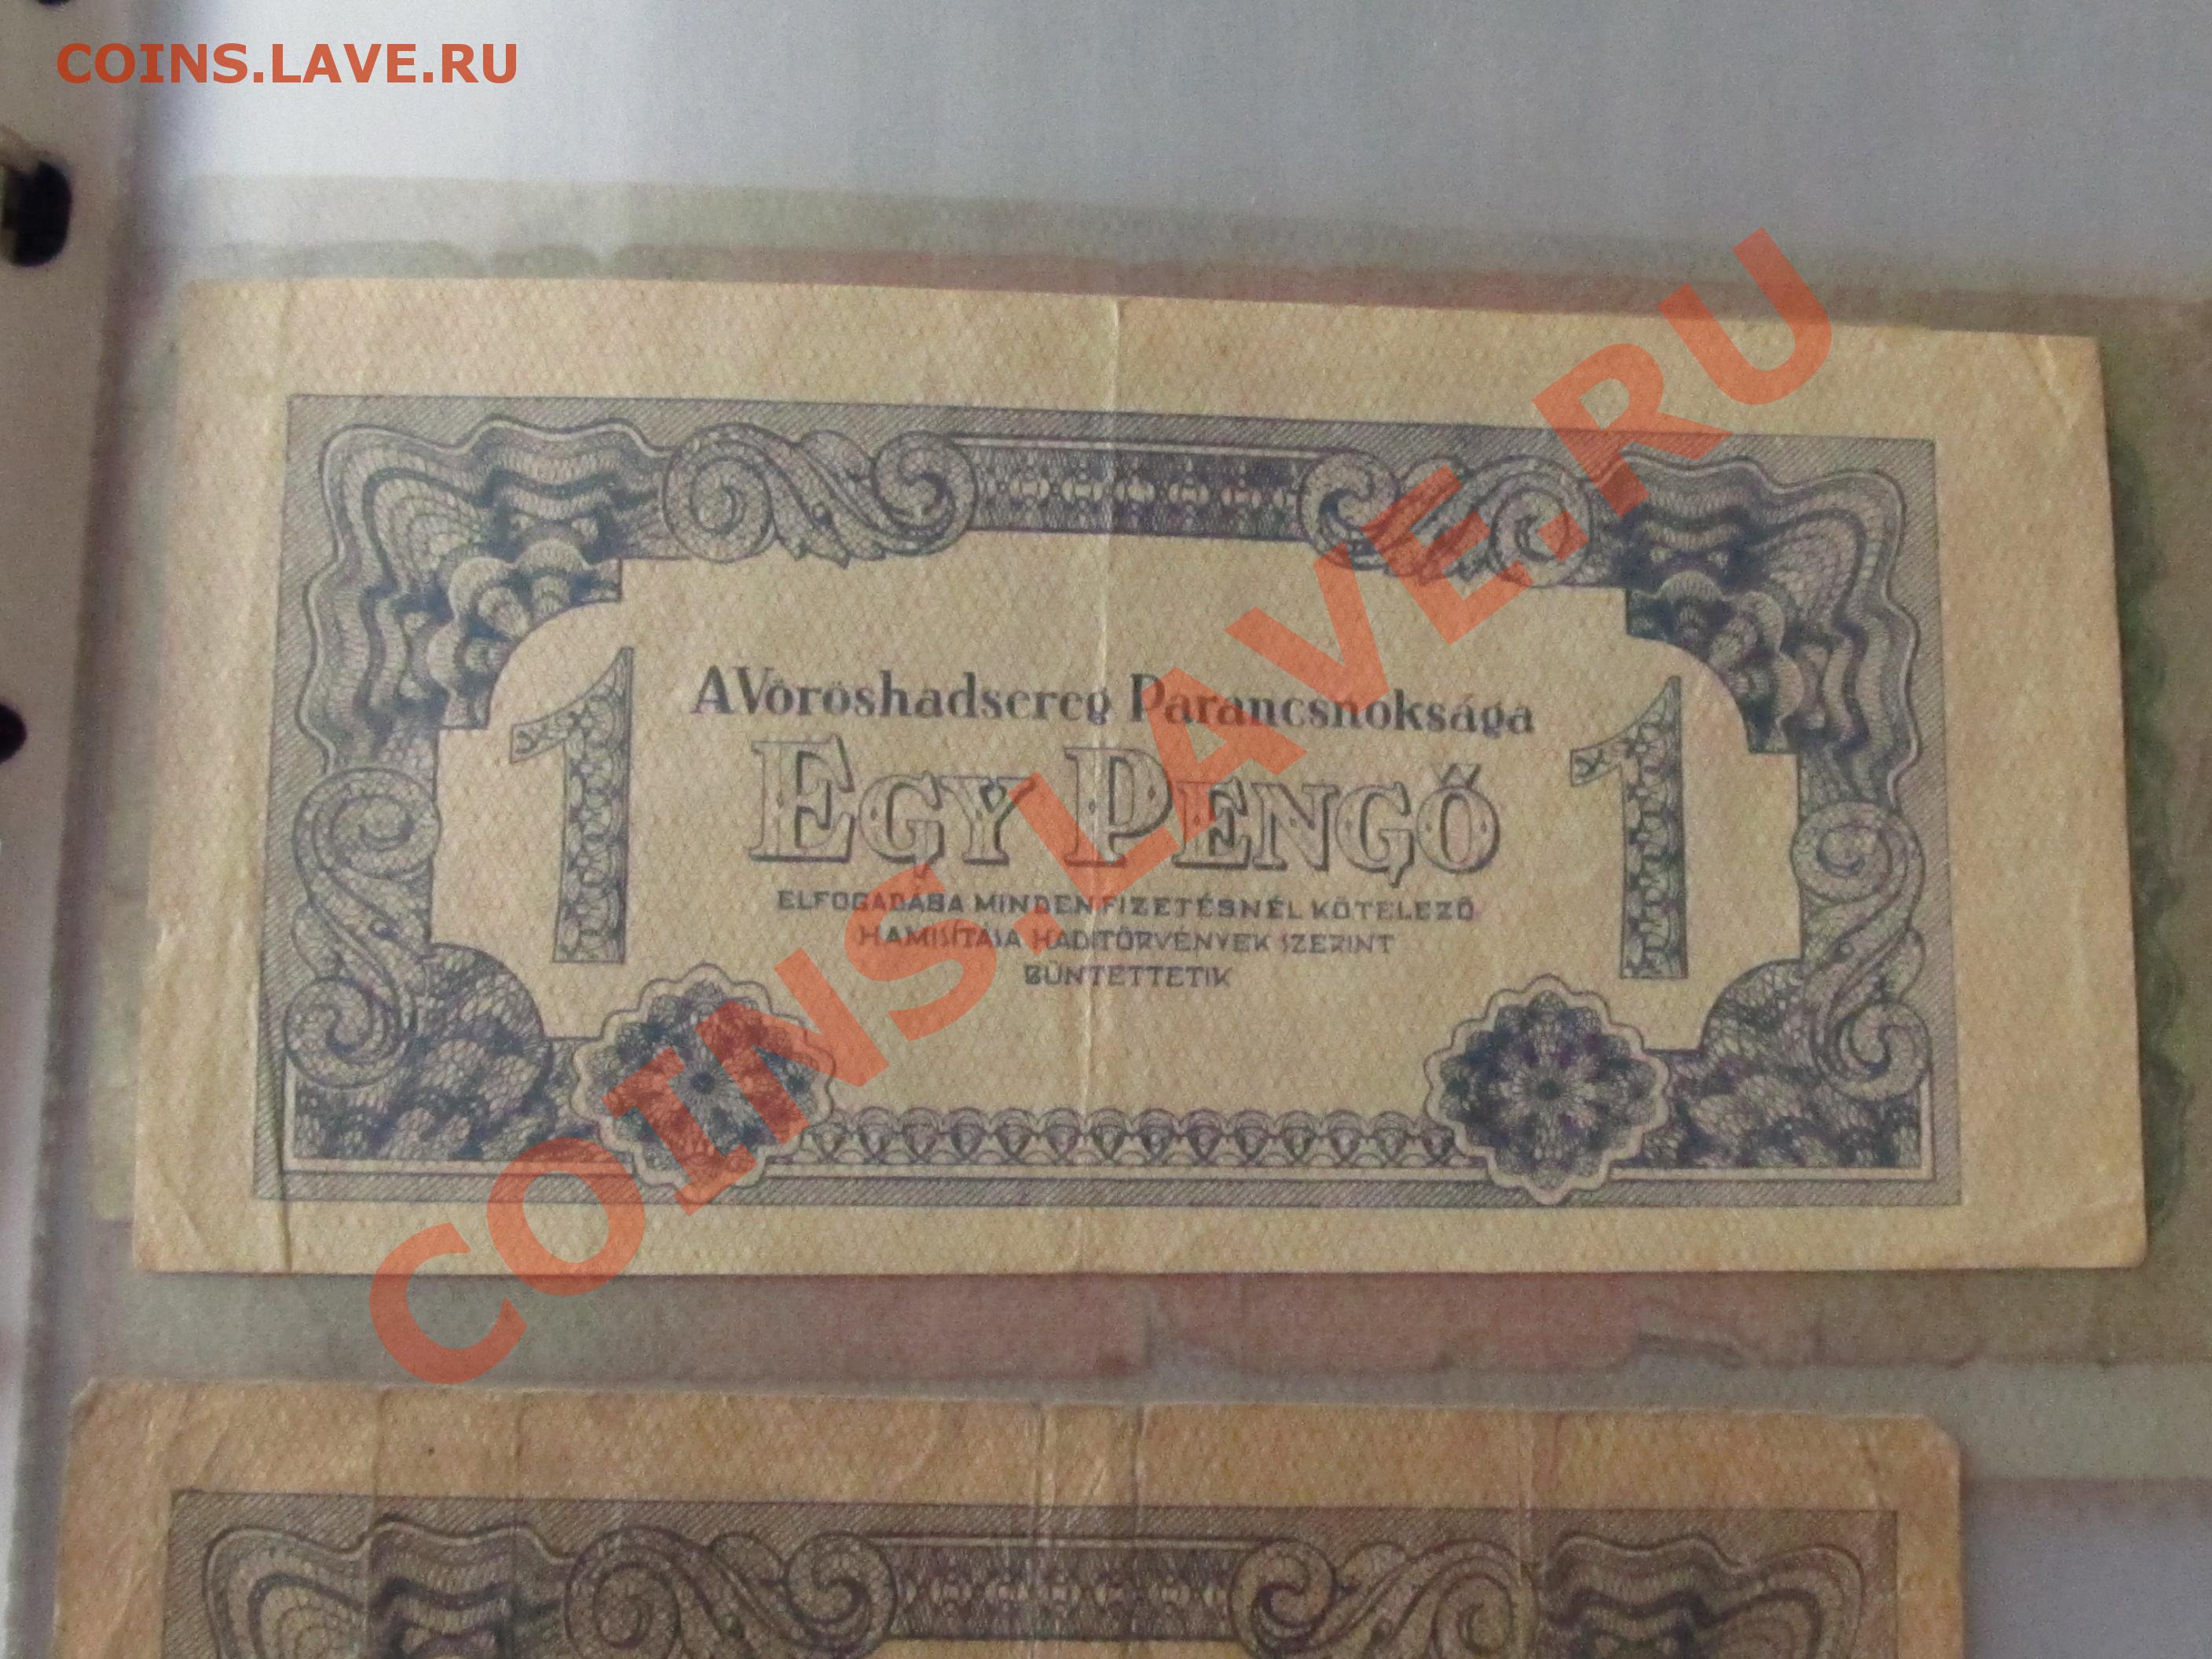 COINS.LAVE.RU
A Vöröshadsereg Parancsnoksága
1 EGY PENGŐ 1
ELFOGADÁSA MINDEN FIZETÉSNÉL KÖTELEZŐ
HAMISÍTÁSA HADITÖRVÉNYEK SZERINT
BÜNTETTETIK
COINS.LAVE.RU